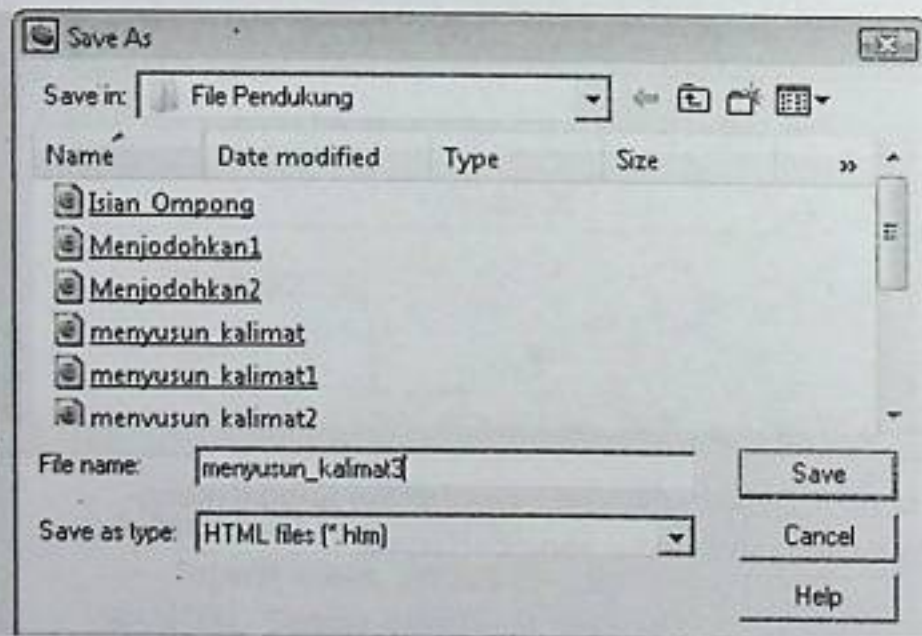 Save As
Save in: File Pendukung
Name Date modified Type Size »
Isian Ompong
Menjodohkan1
Menjodohkan2
menyusun kalimat
menyusun kalimat1
menyusun kalimat2
File name: menyusun_kalimat3 Save
Save as type: HTML files (*.htm) Cancel
Help